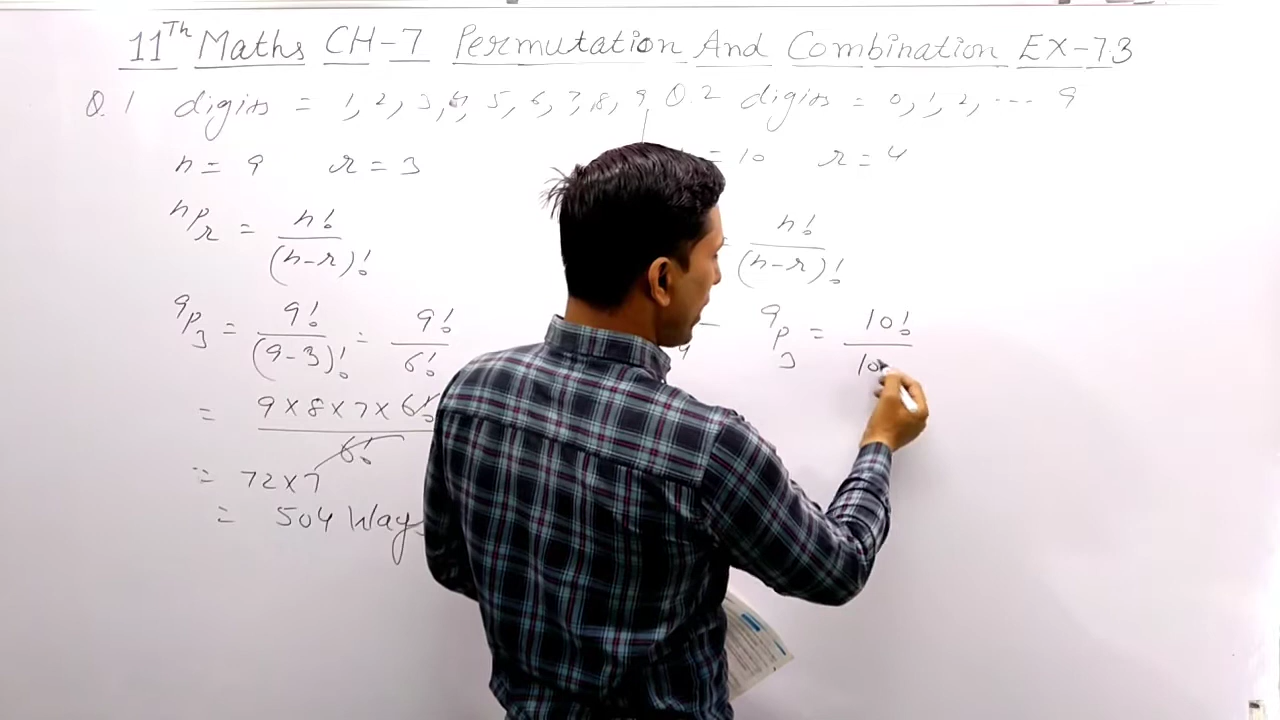 11Th Maths CH-7 Permutation And Combination EX-7.3
Q.1 digits = 1, 2, 3, 4, 5, 6, 7, 8, 9
n = 9 r = 3
nPr = n! / (n-r)!
9P3 = 9! / (9-3)! = 9! / 6!
= 9 x 8 x 7 x 6! / 6!
= 72 x 7
= 504 Ways
Q.2 digits = 0, 1, 2, .... 9
= 10 r = 4
= n! / (n-r)!
4 - 9P3 = 10! / 10